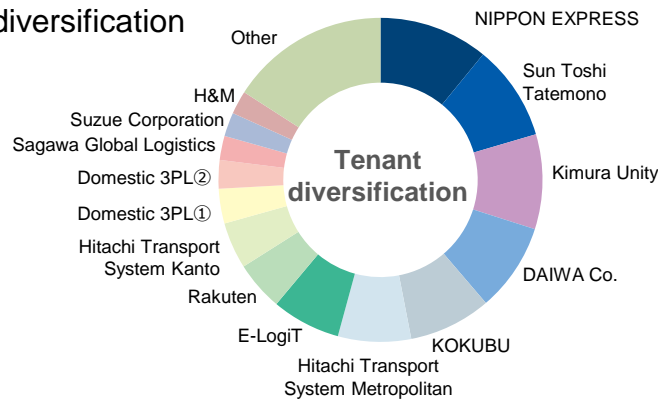 diversification
NIPPON EXPRESS
Sun Toshi
Tatemono
Kimura Unity
DAIWA Co.
KOKUBU
Hitachi Transport
System Metropolitan
E-LogiT
Rakuten
Hitachi Transport
System Kanto
Domestic 3PL①
Domestic 3PL②
Sagawa Global Logistics
Suzue Corporation
H&M
Other
Tenant
diversification